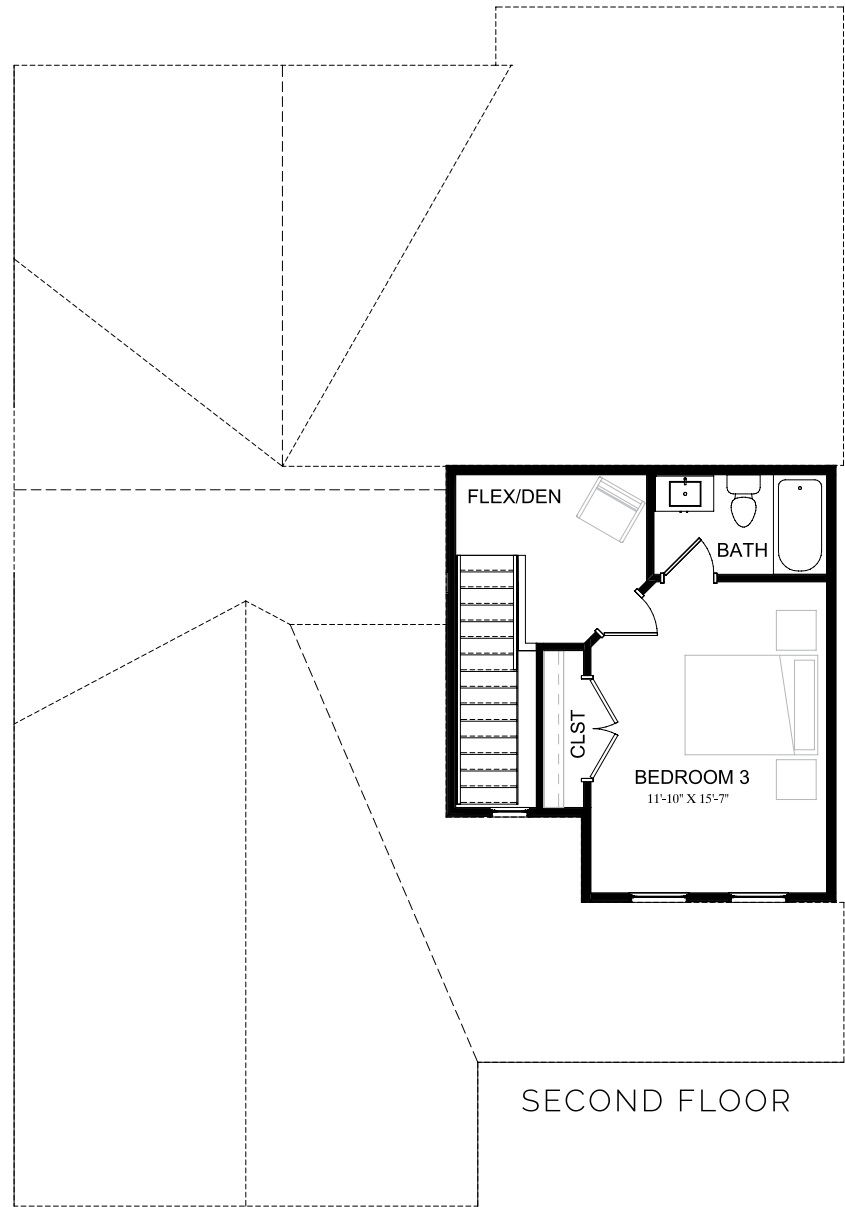 FLEX/DEN
BATH
CLST
BEDROOM 3
11'-10" X 15'-7"
SECOND FLOOR